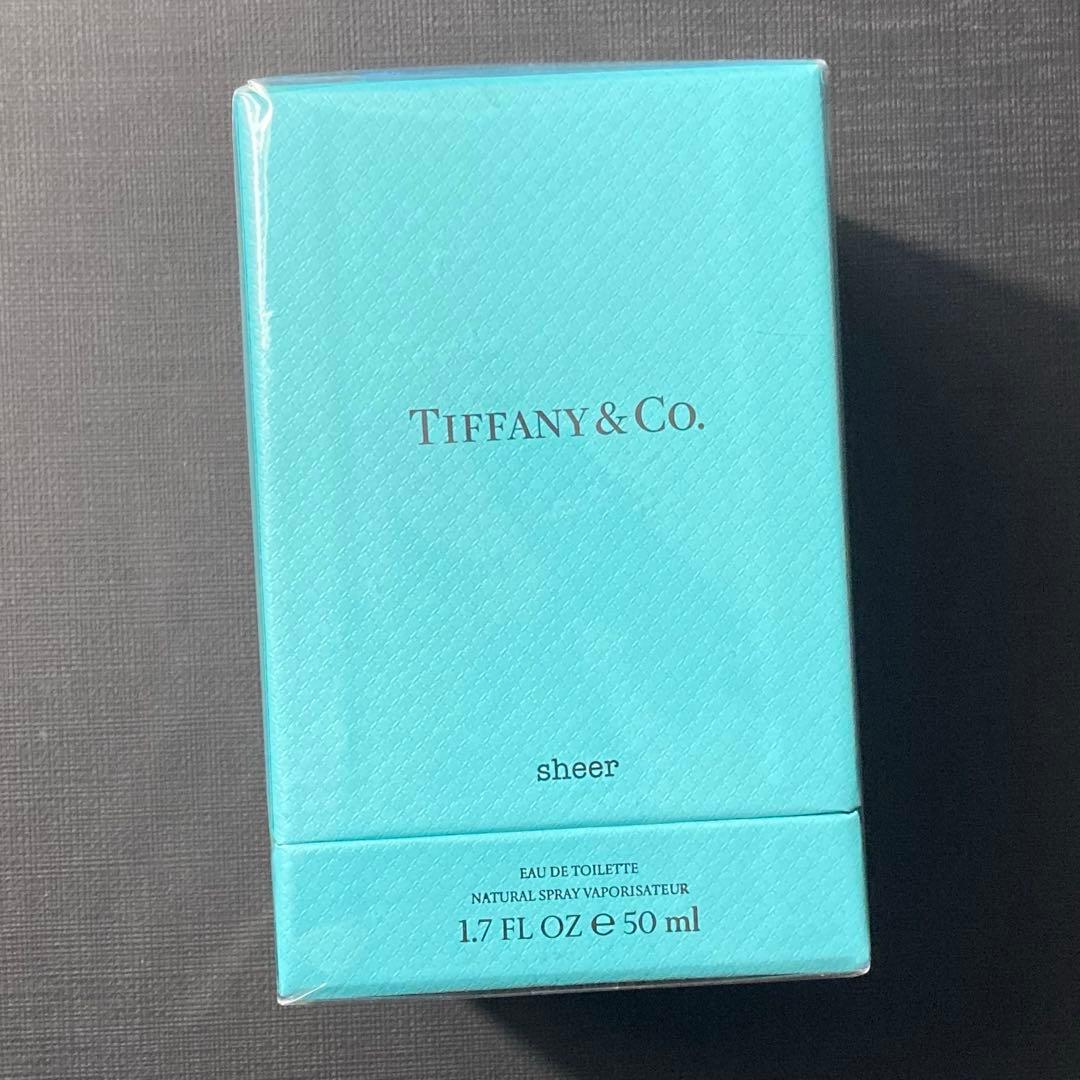 TIFFANY & CO.
sheer
EAU DE TOILETTE
NATURAL SPRAY VAPORISATEUR
1.7 FL OZ ℮ 50 ml